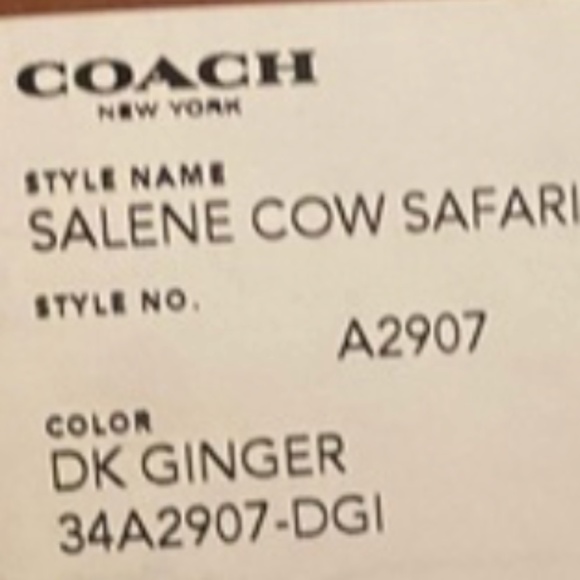 COACH
NEW YORK
STYLE NAME
SALENE COW SAFARI
STYLE NO.
A2907
COLOR
DK GINGER
34A2907-DGI